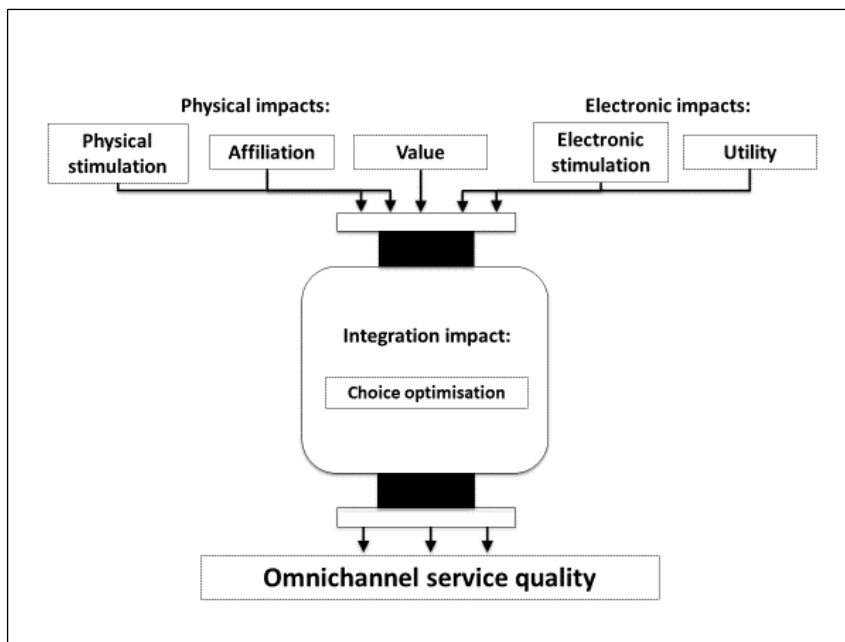 Physical impacts:
Electronic impacts:
Physical
stimulation
Affiliation
Value
Electronic
stimulation
Utility
Integration impact:
Choice optimisation
Omnichannel service quality